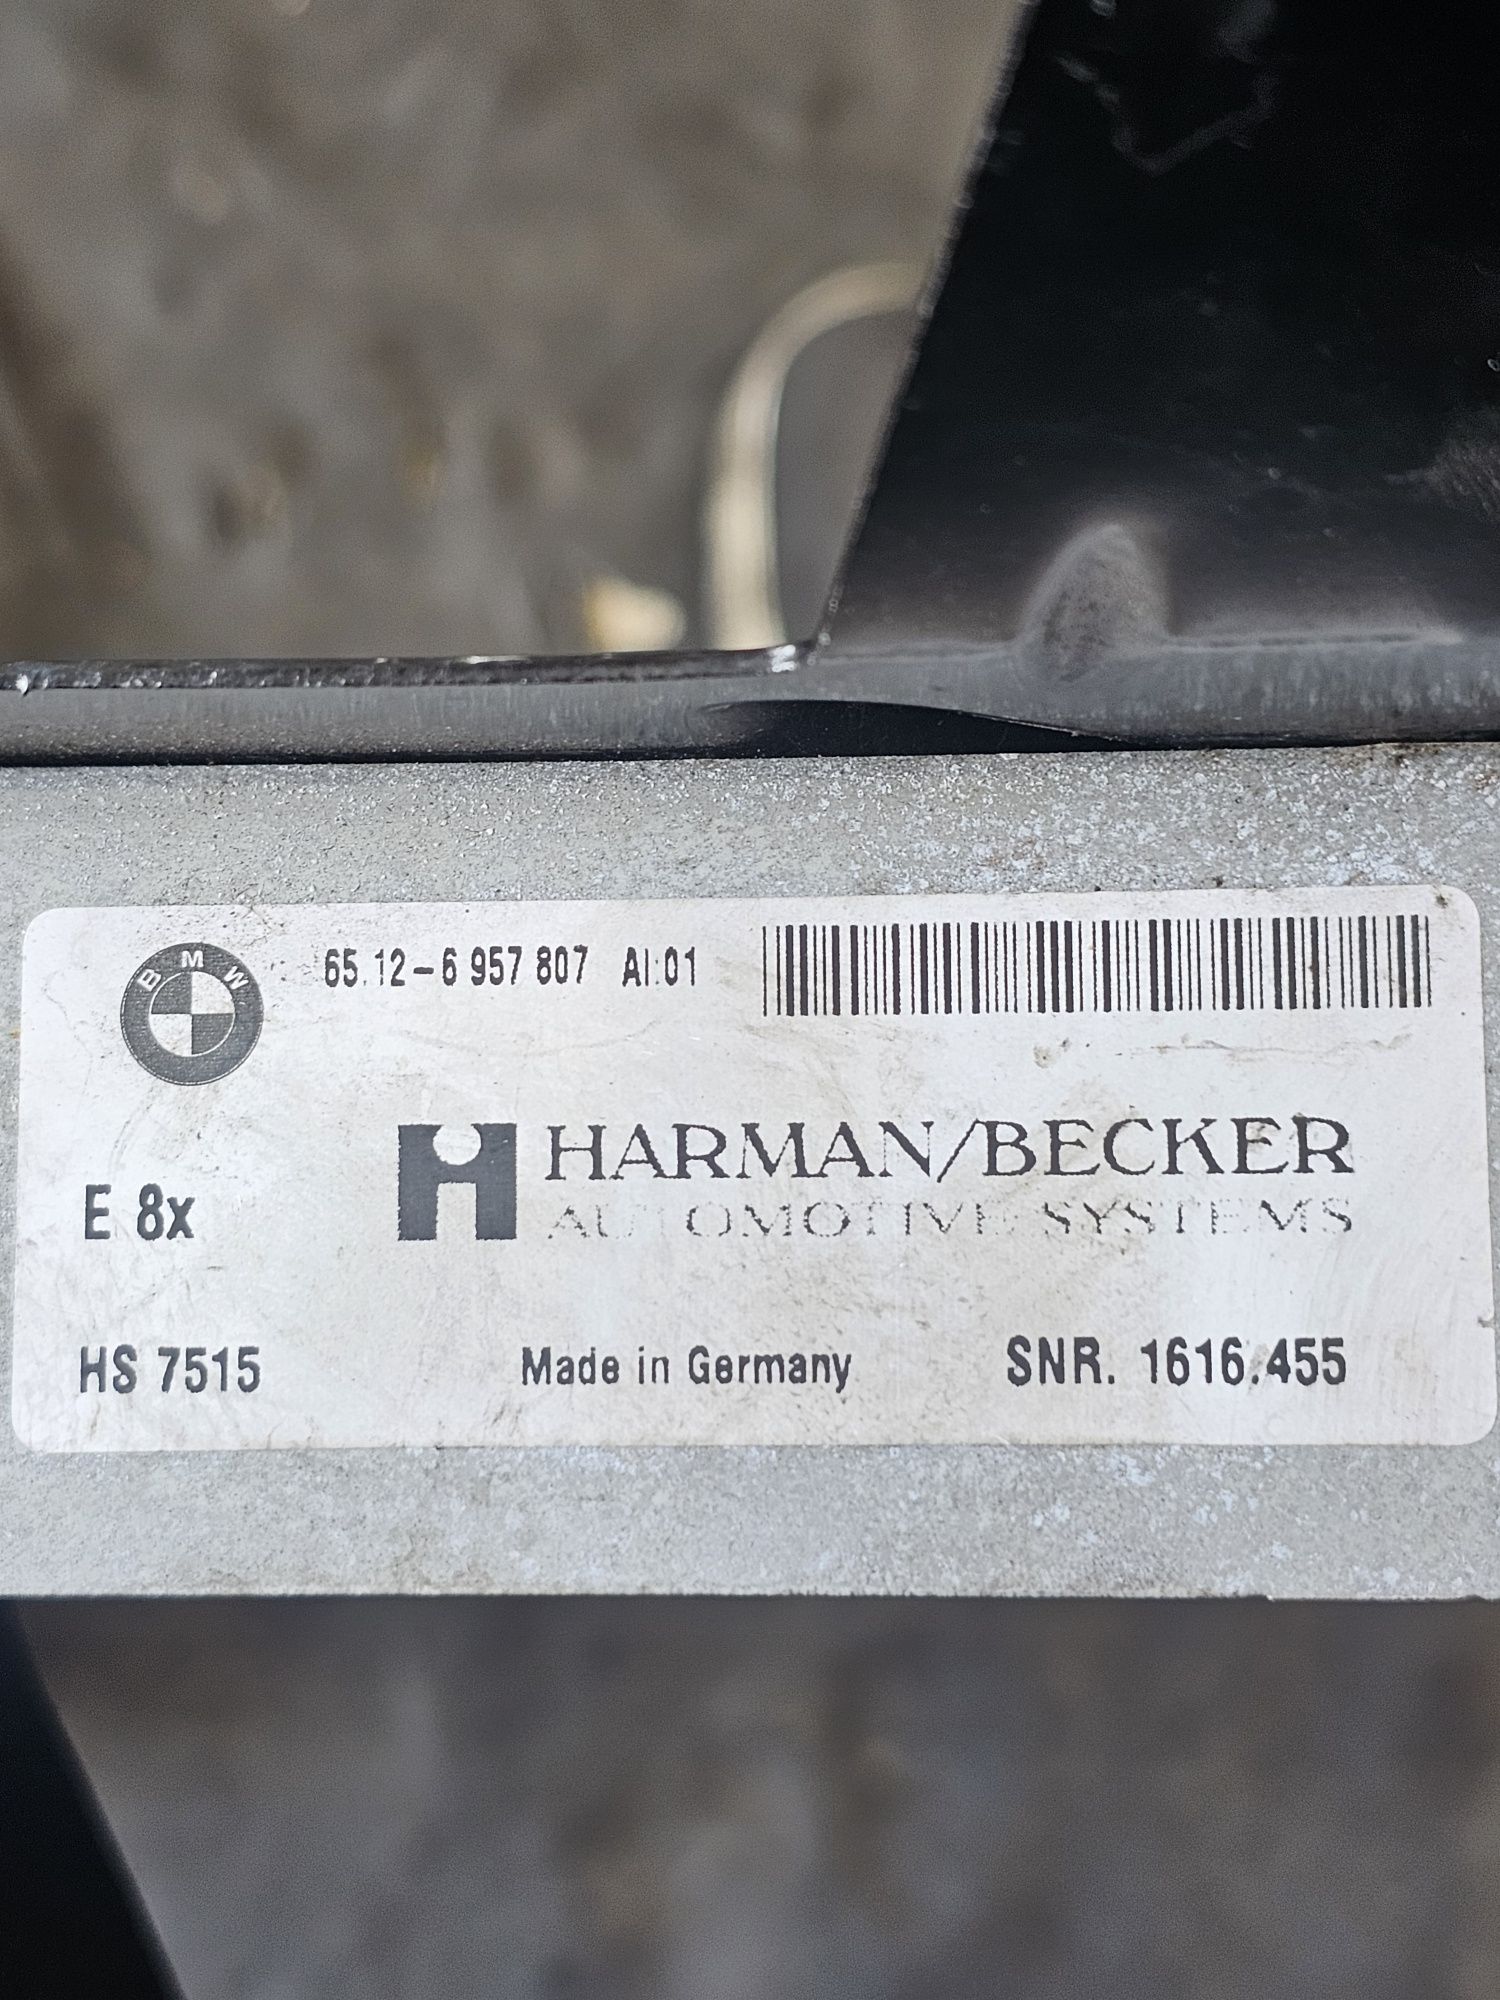 BMW 65.12-6 957 807 AI:01
HARMAN/BECKER
AUTOMOTIVE SYSTEMS
E 8x
HS 7515 Made in Germany SNR. 1616.455